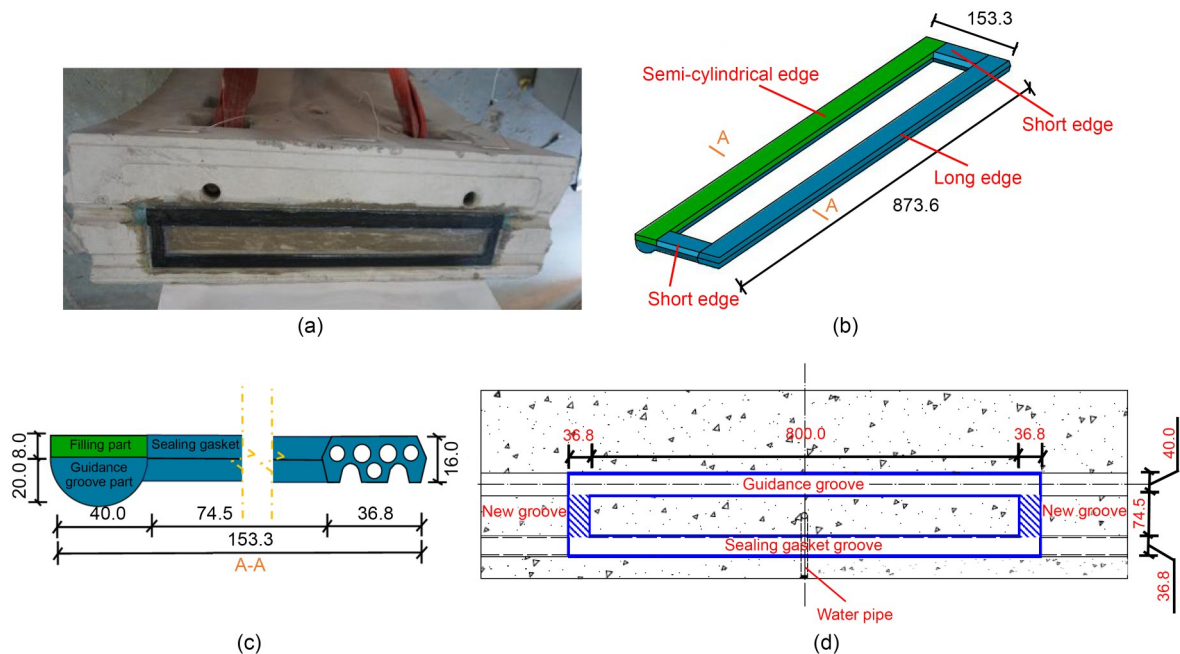 153.3
Semi-cylindrical edge
Short edge
A
Long edge
A
873.6
Short edge
(a)
(b)
8.0
Filling part
Sealing gasket
16.0
20.0
Guidance
groove part
40.0
74.5
36.8
153.3
A-A
(c)
36.8
800.0
36.8
40.0
Guidance groove
New groove
New groove
74.5
Sealing gasket groove
36.8
Water pipe
(d)